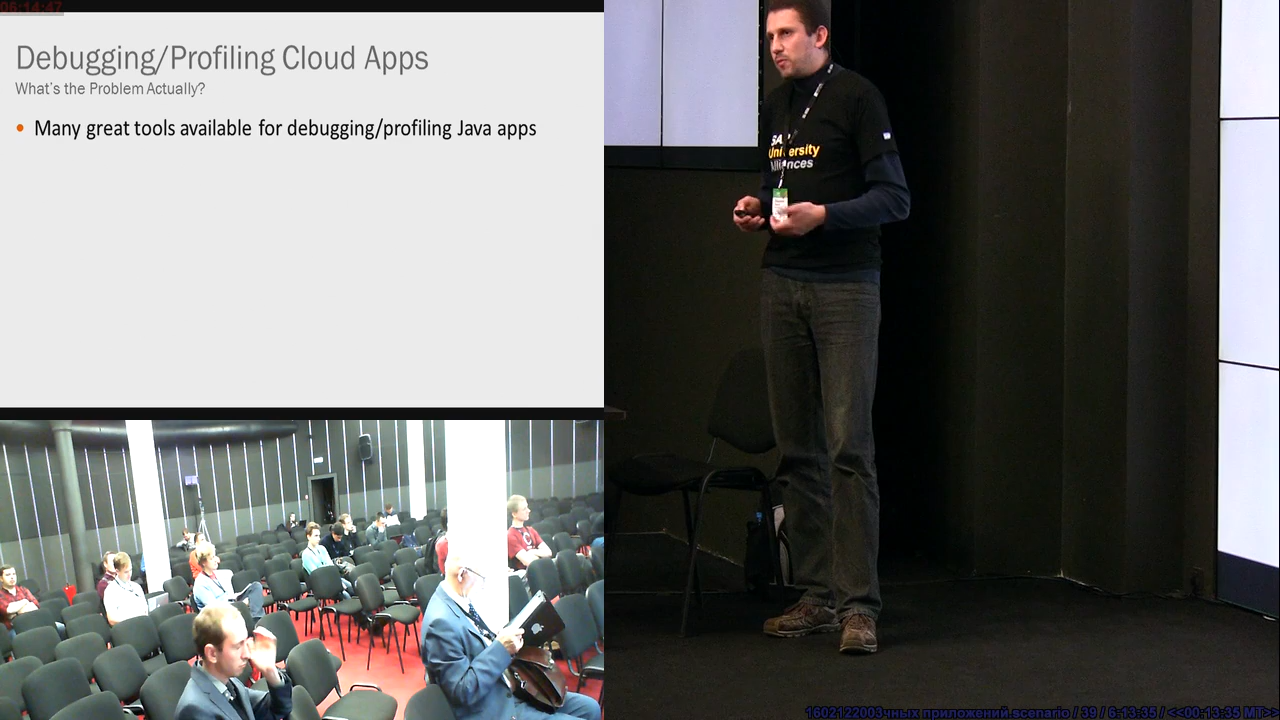 06:14:47
Debugging/Profiling Cloud Apps
What's the Problem Actually?
• Many great tools available for debugging/profiling Java apps
SAP
University
Alliances
1602122003чных приложений.scenario / 39 / 6:13:35 / <<00:13:35 MT>>